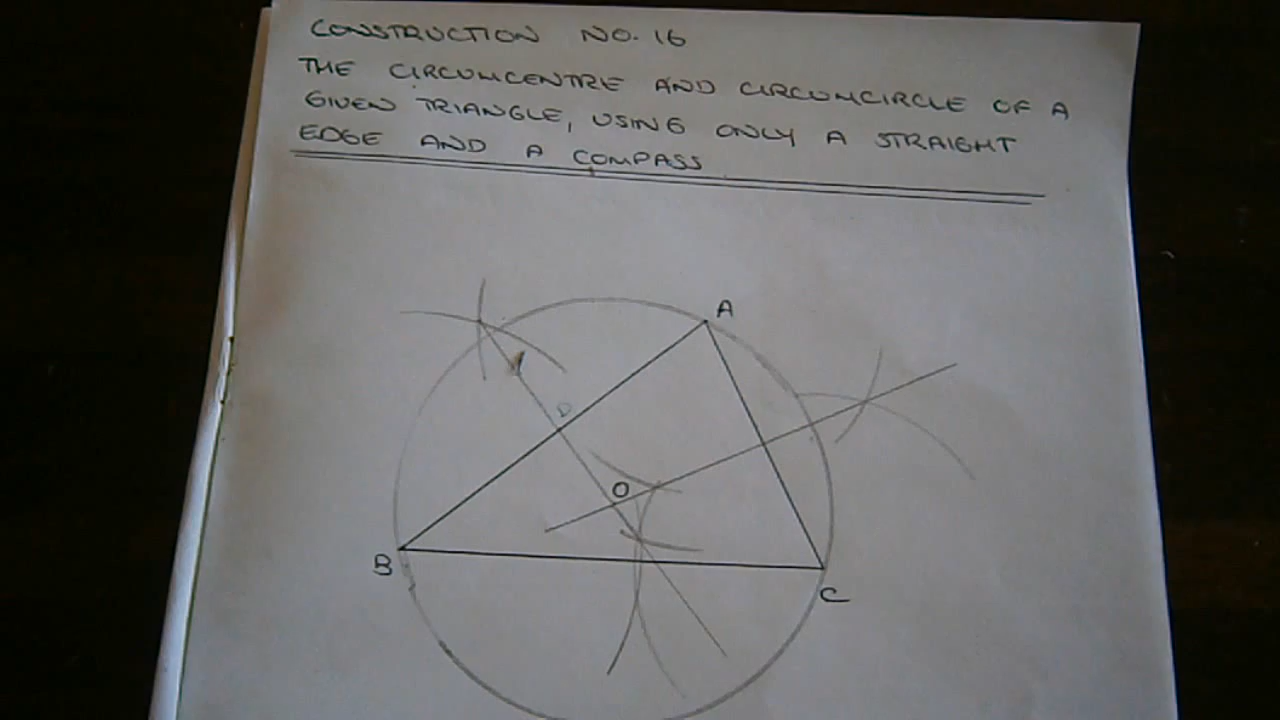 CONSTRUCTION NO. 16
THE CIRCUMCENTRE AND CIRCUMCIRCLE OF A
GIVEN TRIANGLE, USING ONLY A STRAIGHT
EDGE AND A COMPASS
A
D
O
B
C